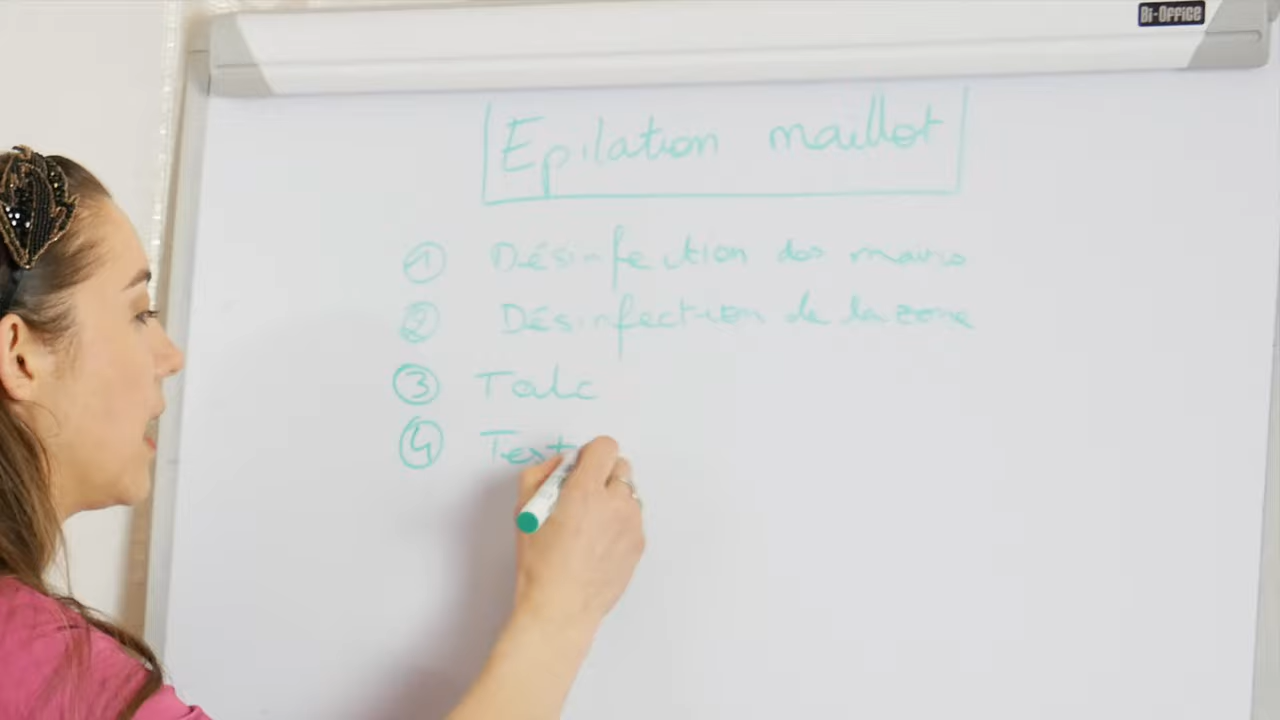 Bi-Office
Epilation maillot
① Désinfection des mains
② Désinfection de la zone
③ Talc
④ Test